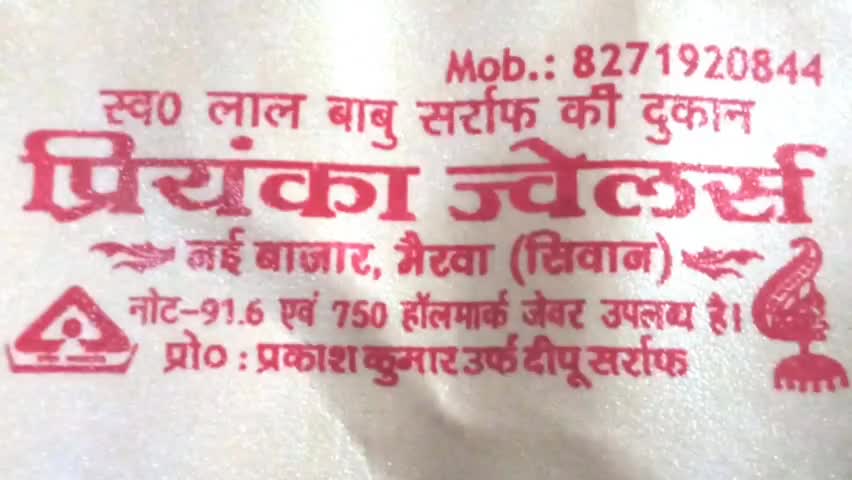 Mob.: 8271920844
स्व० लाल बाबु सर्राफ की दुकान
प्रियंका ज्वेलर्स
नई बाजार, मैरवा (सिवान)
नोट-91.6 एवं 750 हॉलमार्क जेवर उपलब्ध है।
प्रो० : प्रकाश कुमार उर्फ दीपू सर्राफ